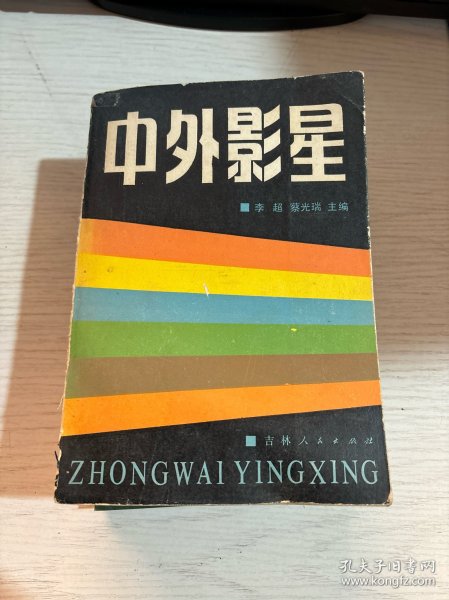 中外影星
李 超 蔡光瑞 主编
吉林人民出版社
ZHONGWAI YINGXING
孔夫子旧书网
www.kongfz.com